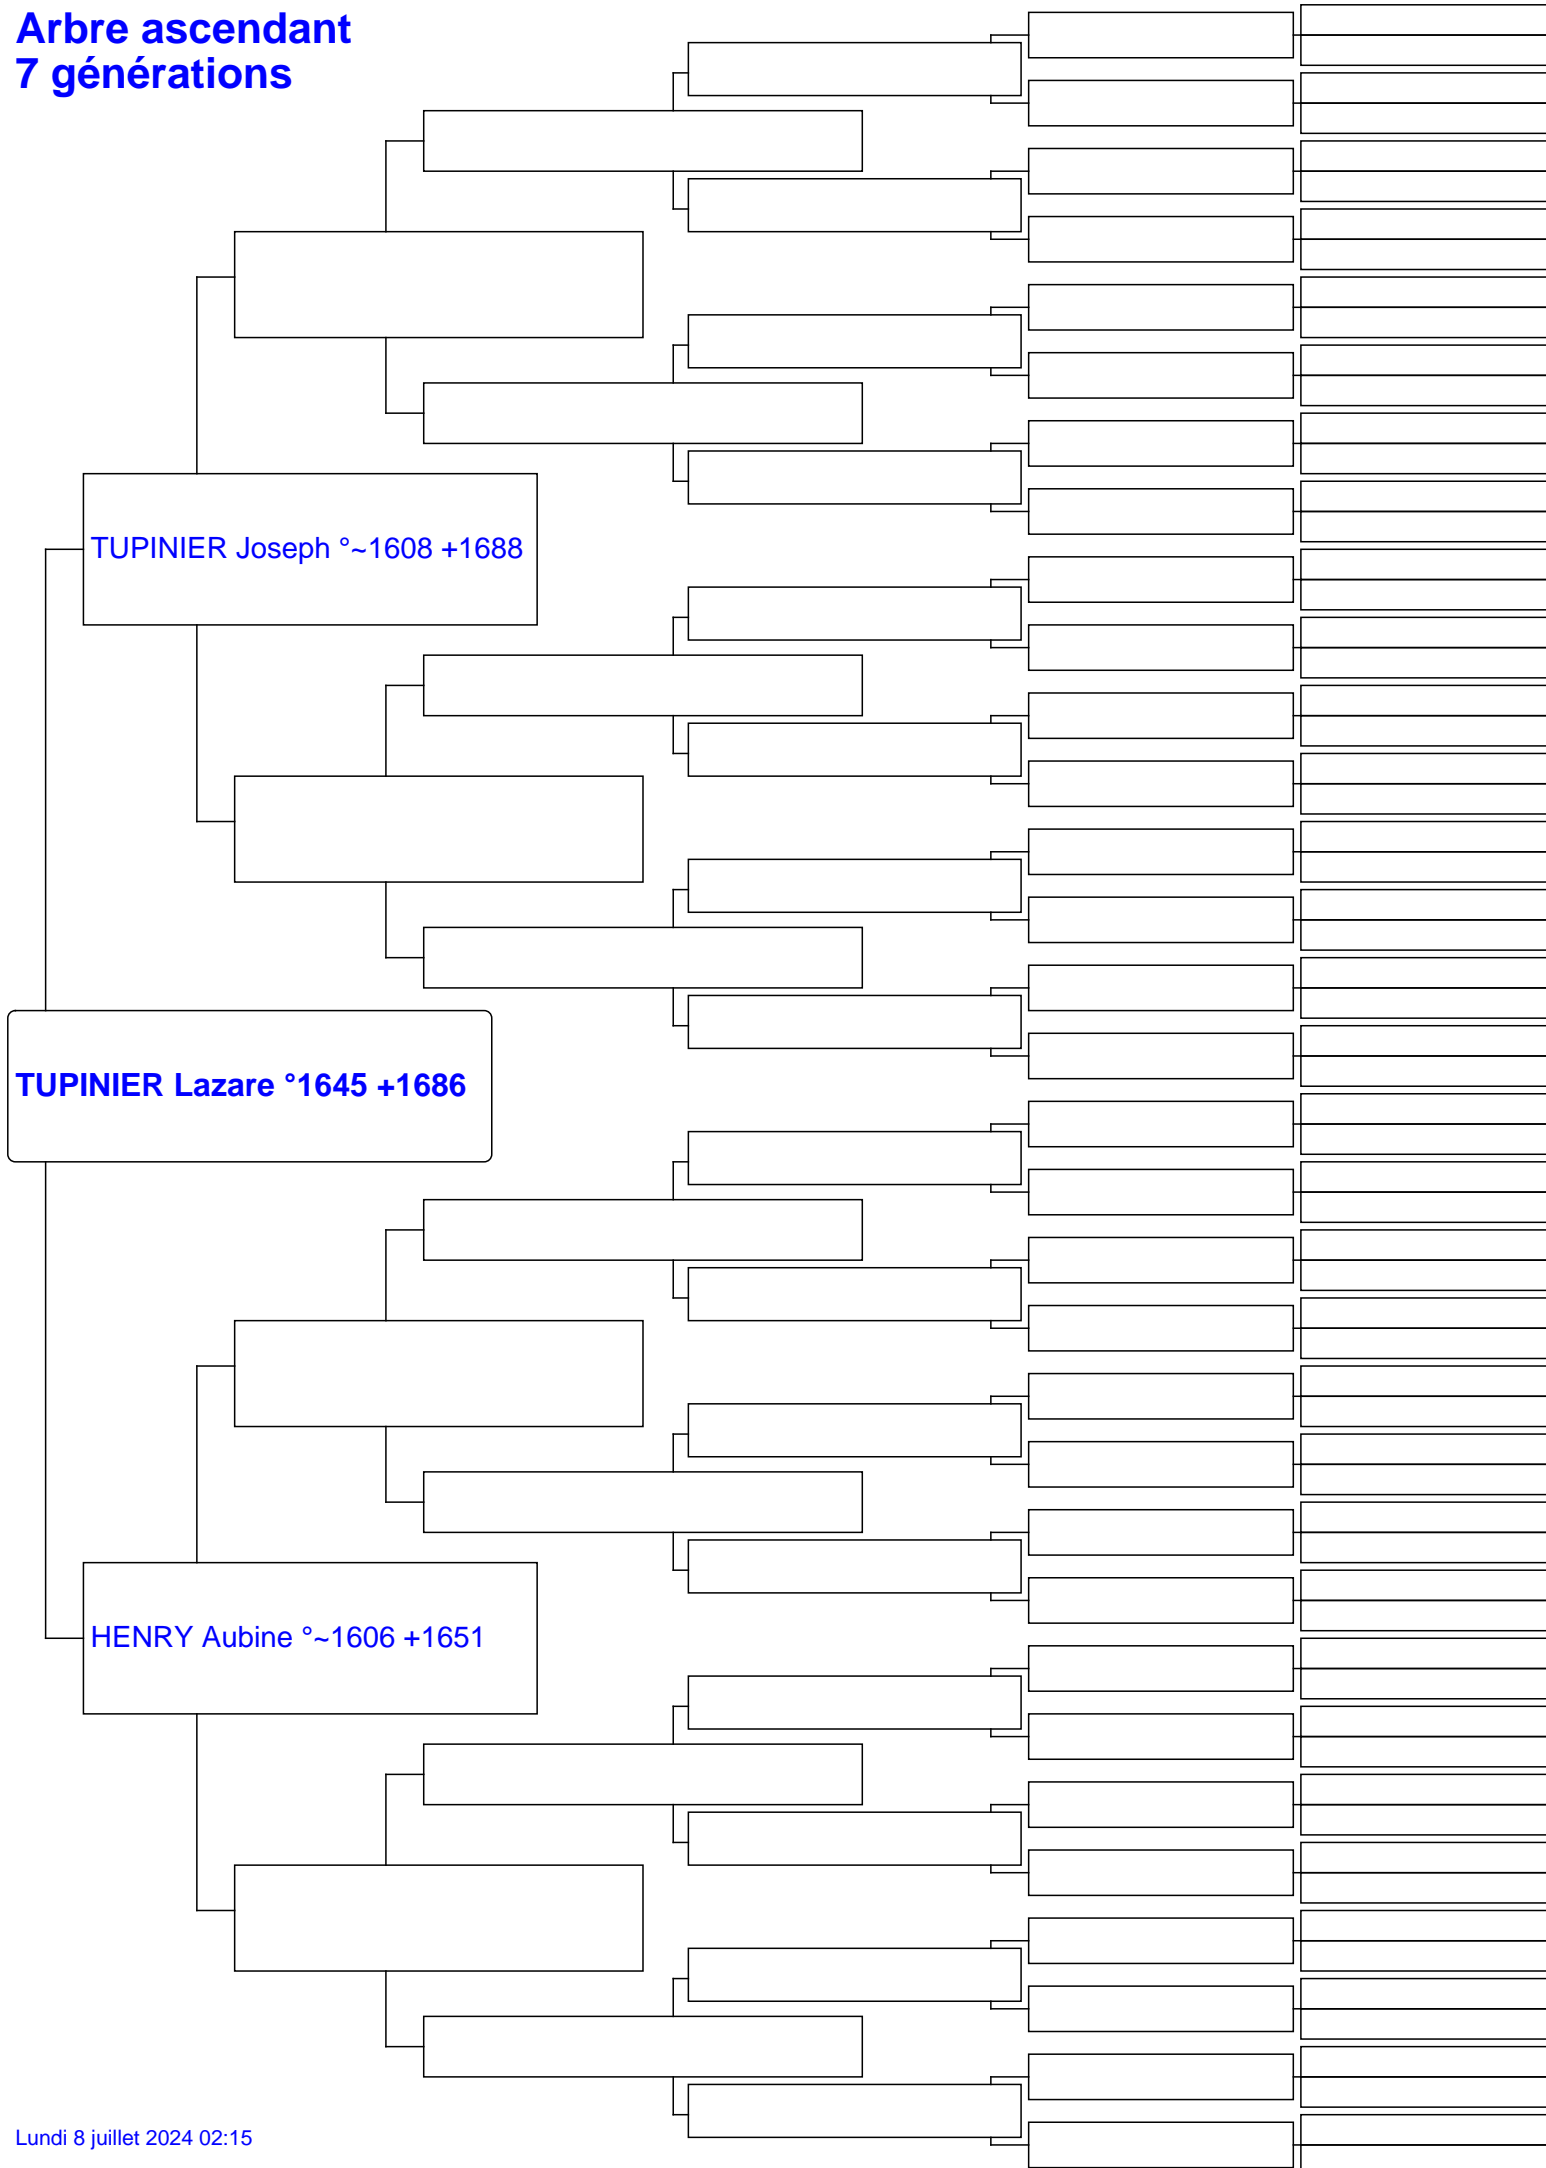 Arbre ascendant
7 générations
TUPINIER Joseph °~1608 +1688
TUPINIER Lazare °1645 +1686
HENRY Aubine °~1606 +1651
Lundi 8 juillet 2024 02:15